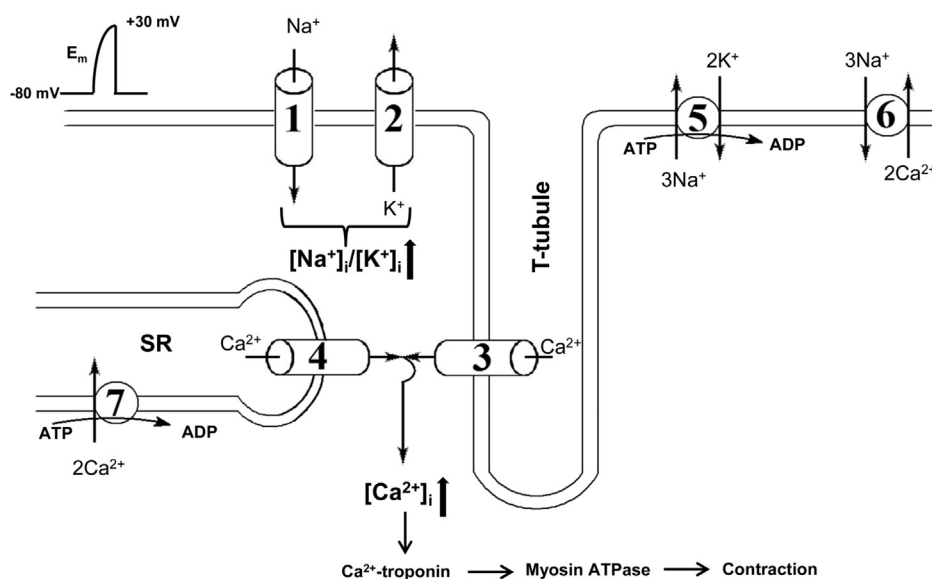 +30 mV
Eₘ
-80 mV
Na⁺
1
2
K⁺
[Na⁺]ᵢ/[K⁺]ᵢ
T-tubule
3Na⁺
2K⁺
5
ATP
ADP
3Na⁺
6
2Ca²⁺
SR
Ca²⁺
4
3
Ca²⁺
7
ATP
ADP
2Ca²⁺
[Ca²⁺]ᵢ
Ca²⁺-troponin
Myosin ATPase
Contraction